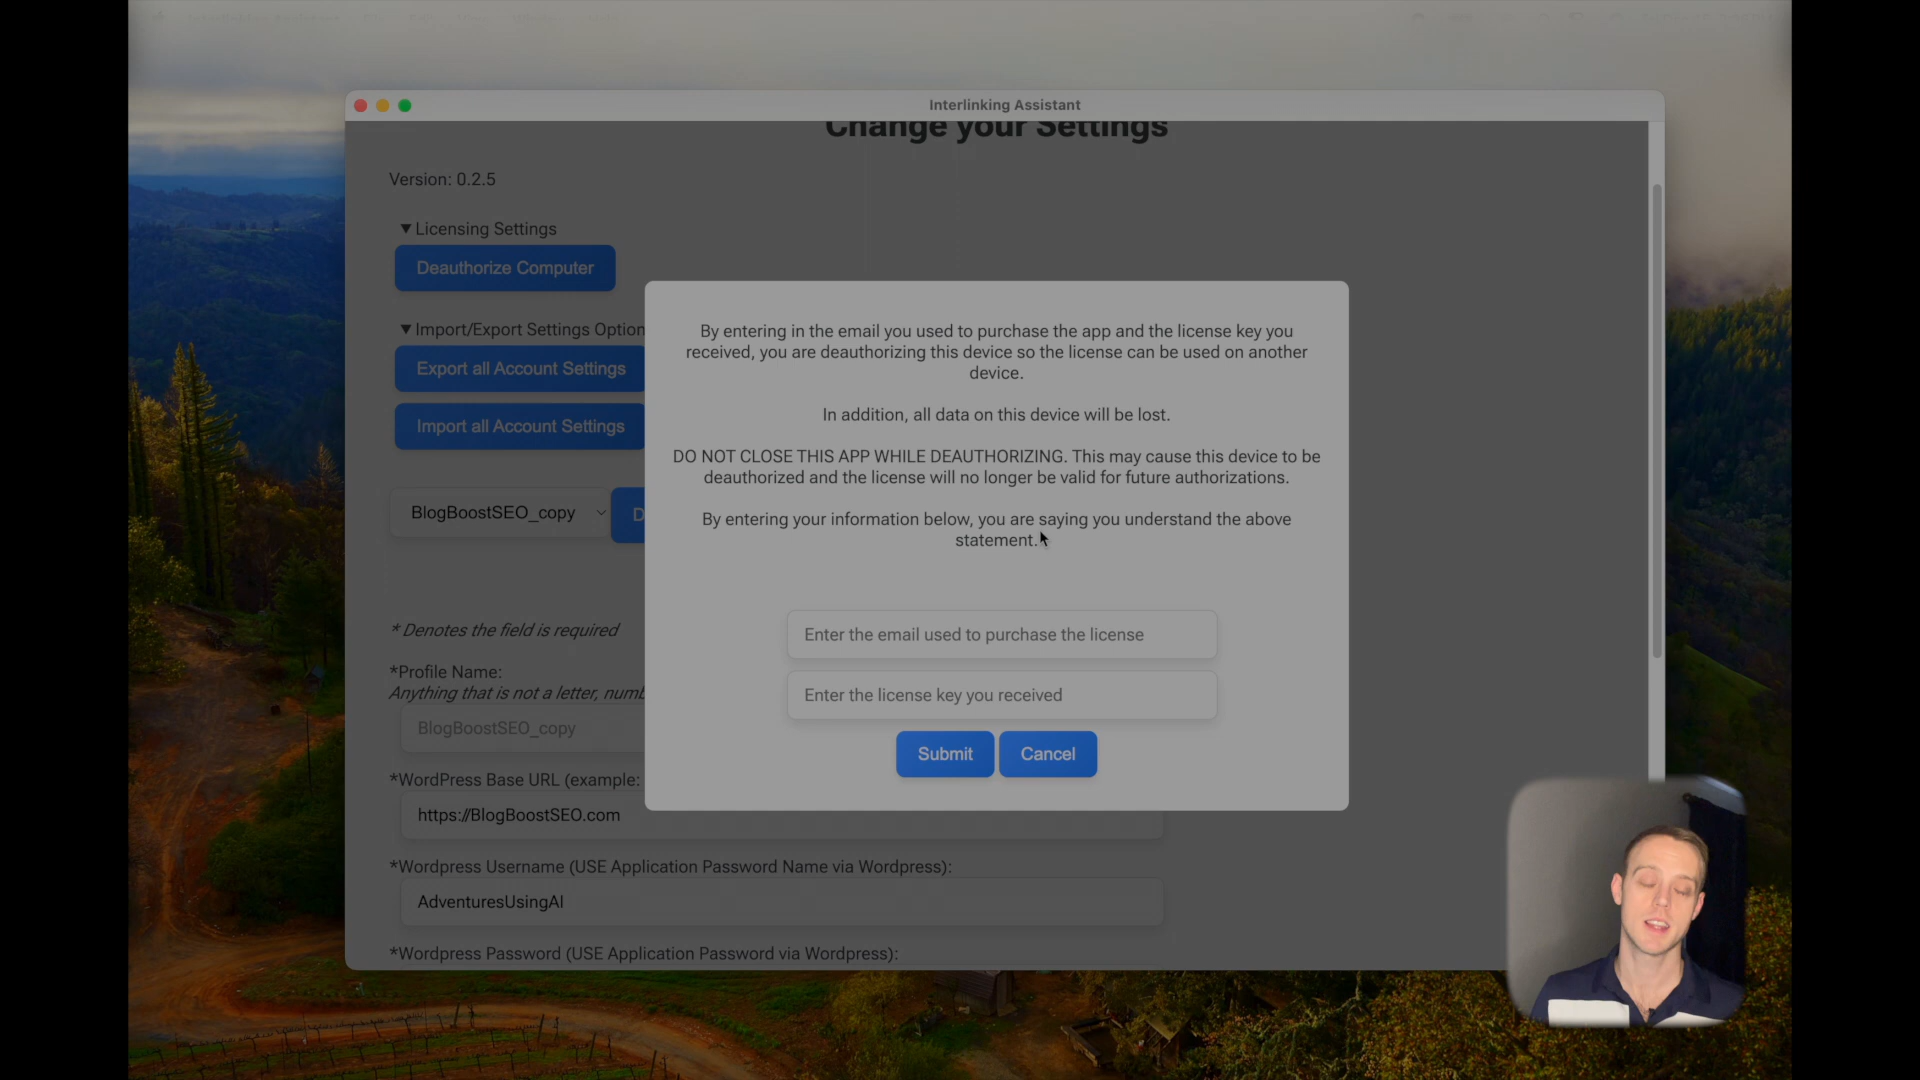 Interlinking Assistant
Change your Settings
Version: 0.2.5
▼ Licensing Settings
Deauthorize Computer
▼ Import/Export Settings Option
Export all Account Settings
Import all Account Settings
BlogBoostSEO_copy
D
* Denotes the field is required
*Profile Name:
Anything that is not a letter, numb
BlogBoostSEO_copy
*WordPress Base URL (example:
https://BlogBoostSEO.com
*Wordpress Username (USE Application Password Name via Wordpress):
AdventuresUsingAI
*Wordpress Password (USE Application Password via Wordpress):
By entering in the email you used to purchase the app and the license key you
received, you are deauthorizing this device so the license can be used on another
device.
In addition, all data on this device will be lost.
DO NOT CLOSE THIS APP WHILE DEAUTHORIZING. This may cause this device to be
deauthorized and the license will no longer be valid for future authorizations.
By entering your information below, you are saying you understand the above
statement.
Enter the email used to purchase the license
Enter the license key you received
Submit
Cancel